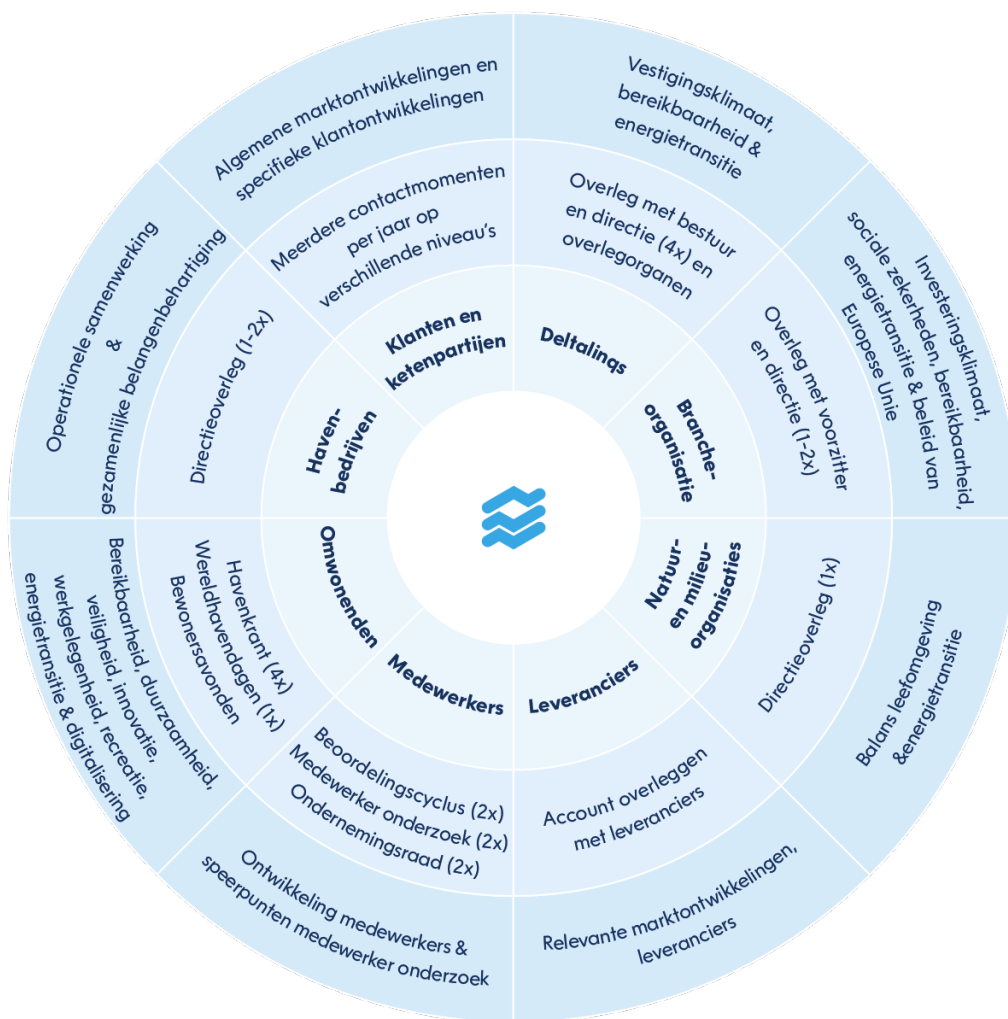 Vestigingsklimaat,
bereikbaarheid &
energietransitie
Overleg met bestuur
en directie (4x) en
overlegorganen
Deltalinqs
Investeringsklimaat,
sociale zekerheden, bereikbaarheid,
energietransitie & beleid van
Europese Unie
Overleg met voorzitter
en directie (1-2x)
Branche-
organisatie
Balans leefomgeving
&energietransitie
Directieoverleg (1x)
Natuur-
en milieu-
organisaties
Relevante marktontwikkelingen,
leveranciers
Account overleggen
met leveranciers
Leveranciers
Ontwikkeling medewerkers &
speerpunten medewerker onderzoek
Beoordelingscyclus (2x)
Medewerker onderzoek (2x)
Ondernemingsraad (2x)
Medewerkers
Bereikbaarheid, duurzaamheid,
veiligheid, innovatie,
werkgelegenheid, recreatie,
energietransitie & digitalisering
Havenkrant (4x)
Wereldhavendagen (1x)
Bewonersavonden
Omwonenden
Operationele samenwerking
&
gezamenlijke belangenbehartiging
Directieoverleg (1-2x)
Haven-
bedrijven
Algemene marktontwikkelingen en
specifieke klantontwikkelingen
Meerdere contactmomenten
per jaar op
verschillende niveau's
Klanten en
ketenpartijen